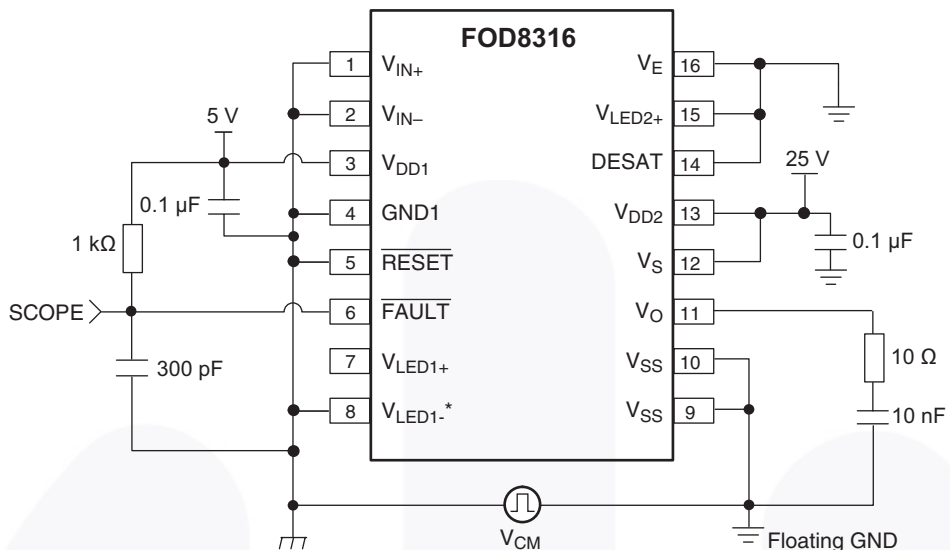 FOD8316
1 V_IN+
2 V_IN–
3 V_DD1
4 GND1
5 RESET
6 FAULT
7 V_LED1+
8 V_LED1-*
V_E 16
V_LED2+ 15
DESAT 14
V_DD2 13
V_S 12
V_O 11
V_SS 10
V_SS 9
5 V
0.1 µF
1 kΩ
SCOPE
300 pF
25 V
0.1 µF
10 Ω
10 nF
V_CM
Floating GND